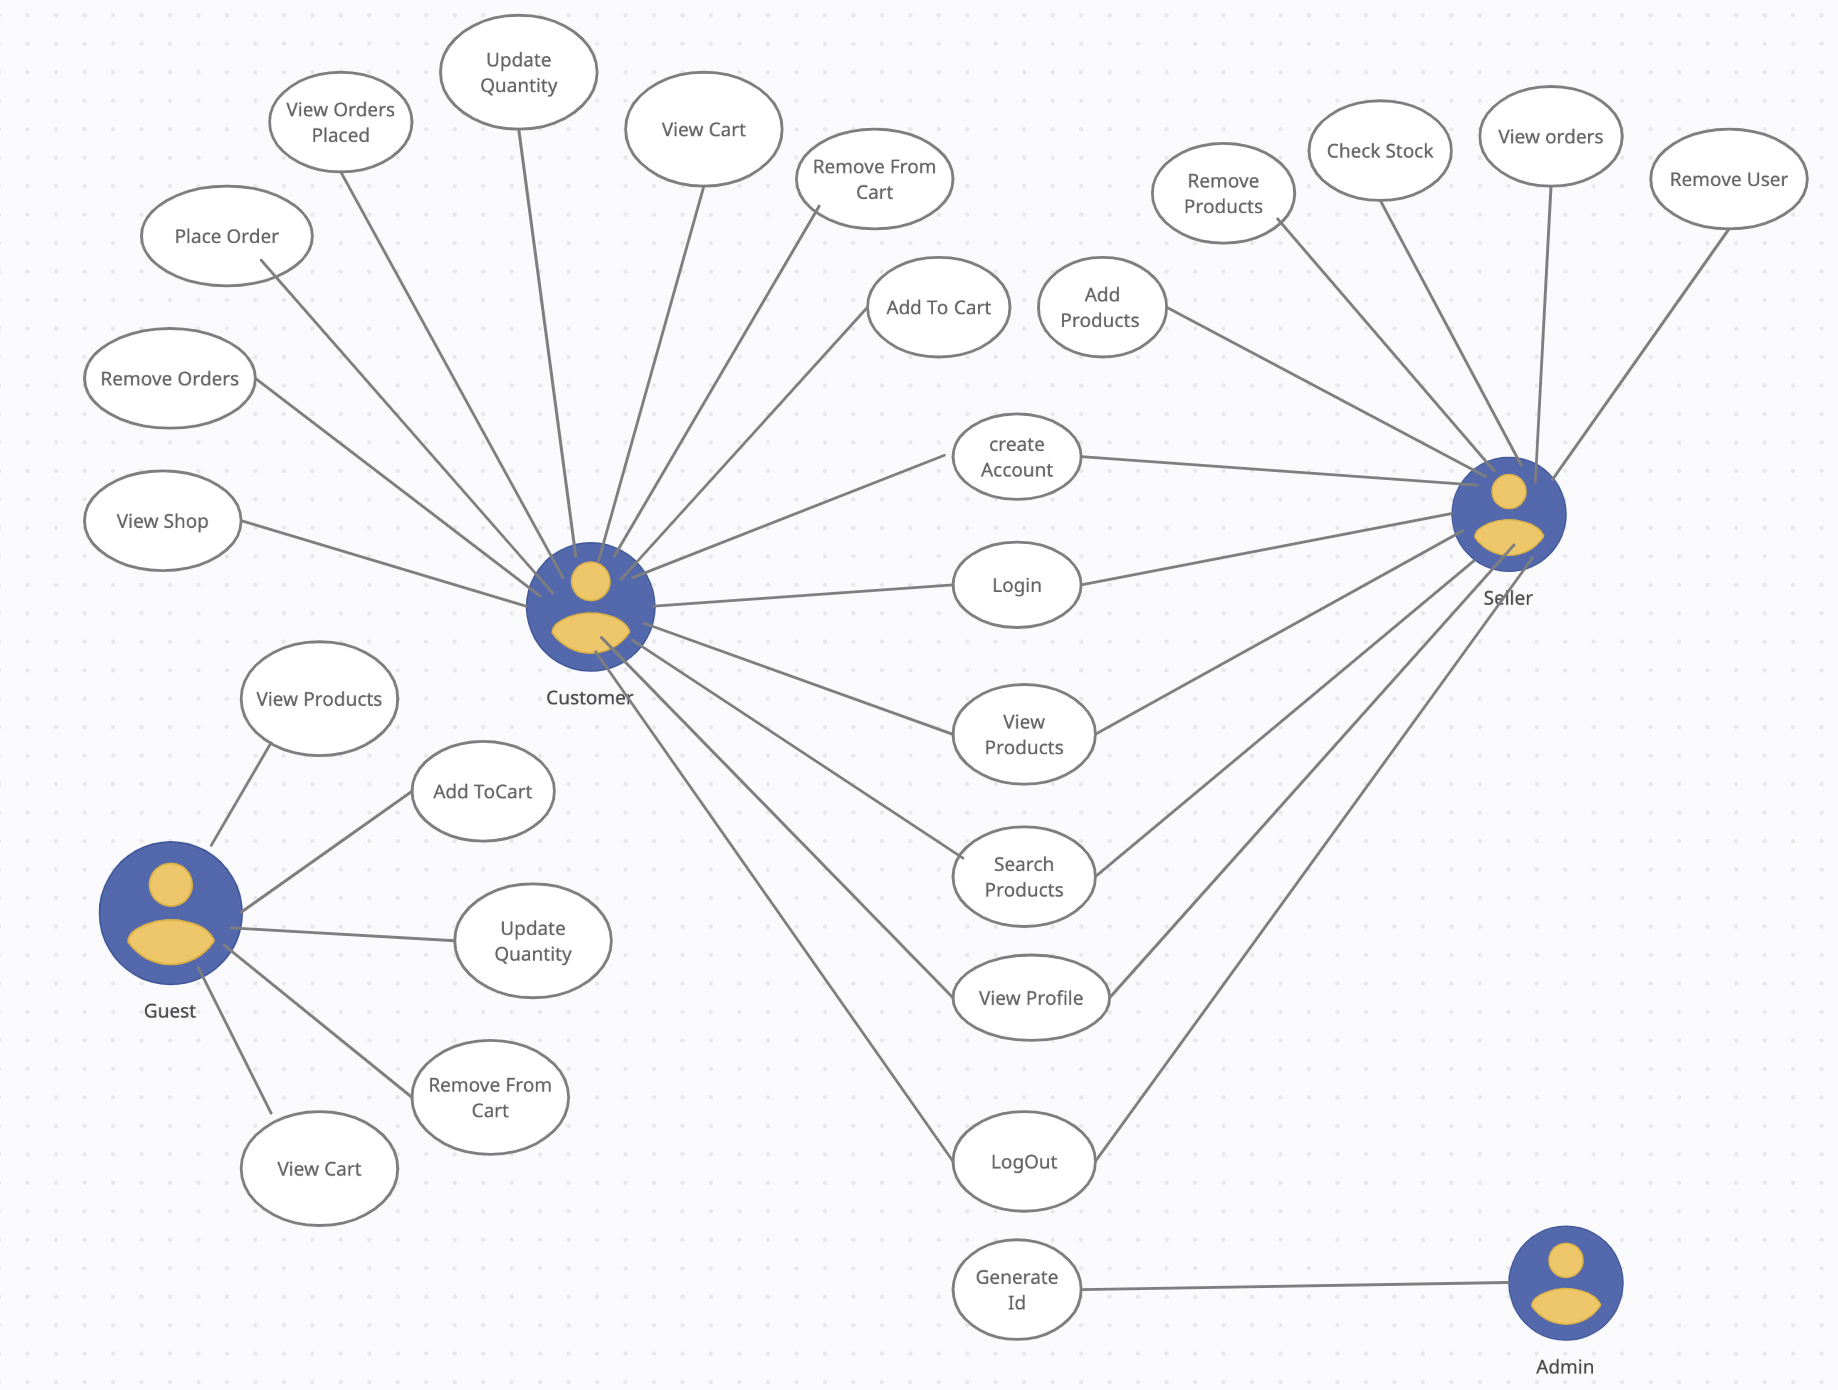 Update
Quantity
View Orders
Placed
View Cart
Remove From
Cart
Place Order
Add To Cart
Remove Orders
View Shop
Customer
Remove
Products
Check Stock
View orders
Remove User
Add
Products
create
Account
Login
Seller
View
Products
Search
Products
View Profile
LogOut
View Products
Add ToCart
Update
Quantity
Guest
Remove From
Cart
View Cart
Generate
Id
Admin